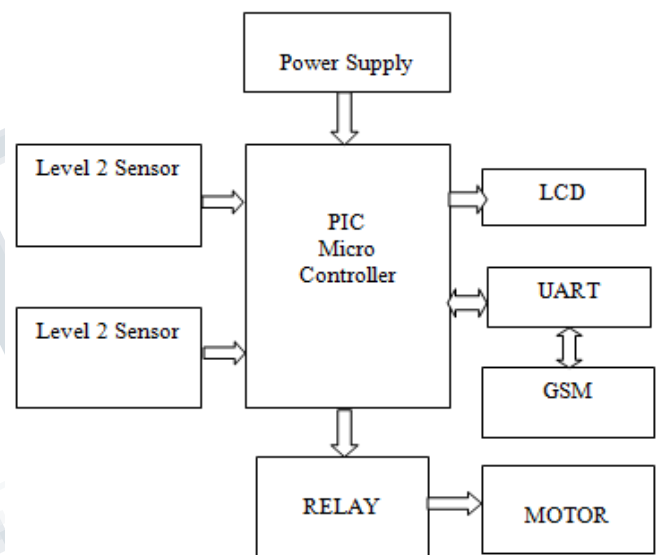 Power Supply
Level 2 Sensor
PIC
Micro
Controller
LCD
UART
Level 2 Sensor
GSM
RELAY
MOTOR